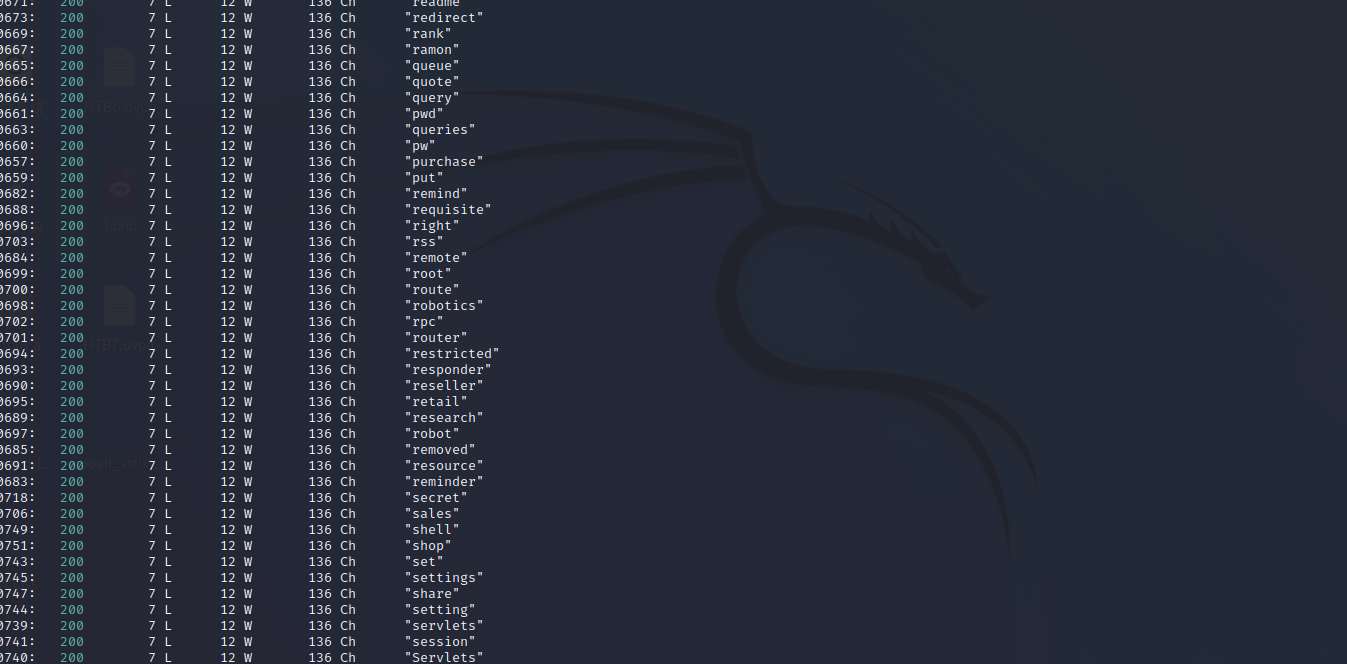 0671: 200 7 L 12 W 136 Ch "readme"
0673: 200 7 L 12 W 136 Ch "redirect"
0669: 200 7 L 12 W 136 Ch "rank"
0667: 200 7 L 12 W 136 Ch "ramon"
0665: 200 7 L 12 W 136 Ch "queue"
0666: 200 7 L 12 W 136 Ch "quote"
0664: 200 7 L 12 W 136 Ch "query"
0661: 200 7 L 12 W 136 Ch "pwd"
0663: 200 7 L 12 W 136 Ch "queries"
0660: 200 7 L 12 W 136 Ch "pw"
0657: 200 7 L 12 W 136 Ch "purchase"
0659: 200 7 L 12 W 136 Ch "put"
0682: 200 7 L 12 W 136 Ch "remind"
0688: 200 7 L 12 W 136 Ch "requisite"
0696: 200 7 L 12 W 136 Ch "right"
0703: 200 7 L 12 W 136 Ch "rss"
0684: 200 7 L 12 W 136 Ch "remote"
0699: 200 7 L 12 W 136 Ch "root"
0700: 200 7 L 12 W 136 Ch "route"
0698: 200 7 L 12 W 136 Ch "robotics"
0702: 200 7 L 12 W 136 Ch "rpc"
0701: 200 7 L 12 W 136 Ch "router"
0694: 200 7 L 12 W 136 Ch "restricted"
0693: 200 7 L 12 W 136 Ch "responder"
0690: 200 7 L 12 W 136 Ch "reseller"
0695: 200 7 L 12 W 136 Ch "retail"
0689: 200 7 L 12 W 136 Ch "research"
0697: 200 7 L 12 W 136 Ch "robot"
0685: 200 7 L 12 W 136 Ch "removed"
0691: 200 7 L 12 W 136 Ch "resource"
0683: 200 7 L 12 W 136 Ch "reminder"
0718: 200 7 L 12 W 136 Ch "secret"
0706: 200 7 L 12 W 136 Ch "sales"
0749: 200 7 L 12 W 136 Ch "shell"
0751: 200 7 L 12 W 136 Ch "shop"
0743: 200 7 L 12 W 136 Ch "set"
0745: 200 7 L 12 W 136 Ch "settings"
0747: 200 7 L 12 W 136 Ch "share"
0744: 200 7 L 12 W 136 Ch "setting"
0739: 200 7 L 12 W 136 Ch "servlets"
0741: 200 7 L 12 W 136 Ch "session"
0740: 200 7 L 12 W 136 Ch "Servlets"